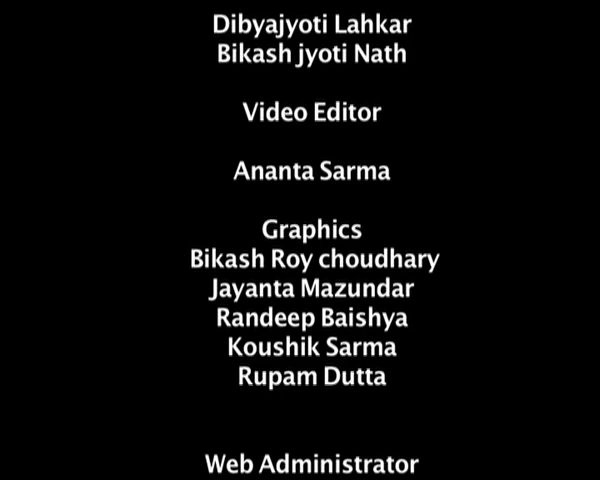 Dibyajyoti Lahkar
Bikash jyoti Nath
Video Editor
Ananta Sarma
Graphics
Bikash Roy choudhary
Jayanta Mazundar
Randeep Baishya
Koushik Sarma
Rupam Dutta
Web Administrator